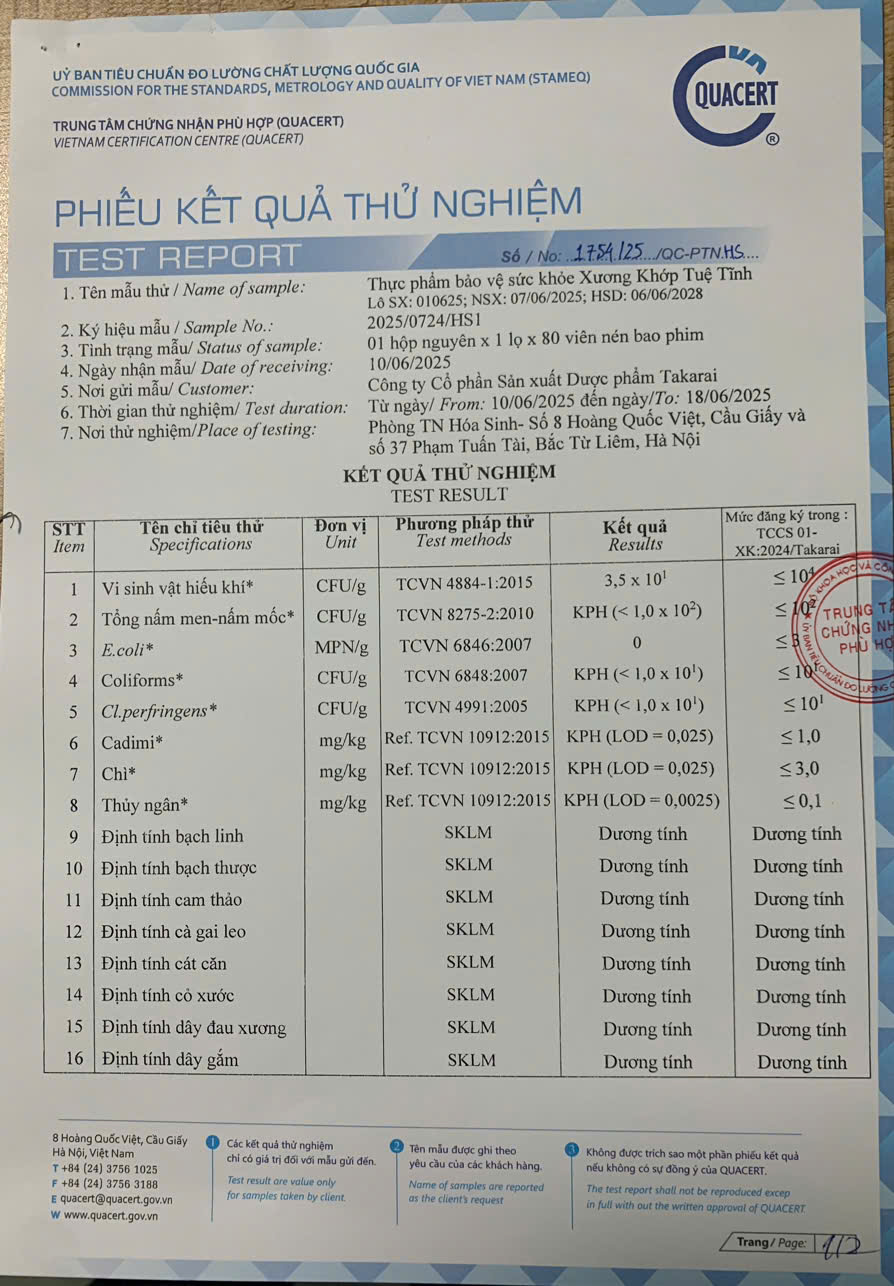 UỶ BAN TIÊU CHUẨN ĐO LƯỜNG CHẤT LƯỢNG QUỐC GIA
COMMISSION FOR THE STANDARDS, METROLOGY AND QUALITY OF VIET NAM (STAMEQ)
TRUNG TÂM CHỨNG NHẬN PHÙ HỢP (QUACERT)
VIETNAM CERTIFICATION CENTRE (QUACERT)
QUACERT ®
PHIẾU KẾT QUẢ THỬ NGHIỆM
TEST REPORT
Số / No: ..1754/25.../QC-PTN.HS....
1. Tên mẫu thử / Name of sample: Thực phẩm bảo vệ sức khỏe Xương Khớp Tuệ Tĩnh
Lô SX: 010625; NSX: 07/06/2025; HSD: 06/06/2028
2. Ký hiệu mẫu / Sample No.: 2025/0724/HS1
3. Tình trạng mẫu/ Status of sample: 01 hộp nguyên x 1 lọ x 80 viên nén bao phim
4. Ngày nhận mẫu/ Date of receiving: 10/06/2025
5. Nơi gửi mẫu/ Customer: Công ty Cổ phần Sản xuất Dược phẩm Takarai
6. Thời gian thử nghiệm/ Test duration: Từ ngày/ From: 10/06/2025 đến ngày/To: 18/06/2025
7. Nơi thử nghiệm/Place of testing: Phòng TN Hóa Sinh- Số 8 Hoàng Quốc Việt, Cầu Giấy và
số 37 Phạm Tuấn Tài, Bắc Từ Liêm, Hà Nội
KẾT QUẢ THỬ NGHIỆM
TEST RESULT
STT Item Tên chỉ tiêu thử Specifications Đơn vị Unit Phương pháp thử Test methods Kết quả Results Mức đăng ký trong : TCCS 01-XK:2024/Takarai
1 Vi sinh vật hiếu khí* CFU/g TCVN 4884-1:2015 3,5 x 10¹ ≤ 10⁴
2 Tổng nấm men-nấm mốc* CFU/g TCVN 8275-2:2010 KPH (< 1,0 x 10²) ≤ 10²
3 E.coli* MPN/g TCVN 6846:2007 0 ≤ 3
4 Coliforms* CFU/g TCVN 6848:2007 KPH (< 1,0 x 10¹) ≤ 10¹
5 Cl.perfringens* CFU/g TCVN 4991:2005 KPH (< 1,0 x 10¹) ≤ 10¹
6 Cadimi* mg/kg Ref. TCVN 10912:2015 KPH (LOD = 0,025) ≤ 1,0
7 Chì* mg/kg Ref. TCVN 10912:2015 KPH (LOD = 0,025) ≤ 3,0
8 Thủy ngân* mg/kg Ref. TCVN 10912:2015 KPH (LOD = 0,0025) ≤ 0,1
9 Định tính bạch linh SKLM Dương tính Dương tính
10 Định tính bạch thược SKLM Dương tính Dương tính
11 Định tính cam thảo SKLM Dương tính Dương tính
12 Định tính cà gai leo SKLM Dương tính Dương tính
13 Định tính cát căn SKLM Dương tính Dương tính
14 Định tính cỏ xước SKLM Dương tính Dương tính
15 Định tính dây đau xương SKLM Dương tính Dương tính
16 Định tính dây gắm SKLM Dương tính Dương tính
TRUNG
CHỨNG
PHÙ
8 Hoàng Quốc Việt, Cầu Giấy
Hà Nội, Việt Nam
T +84 (24) 3756 1025
F +84 (24) 3756 3188
E quacert@quacert.gov.vn
W www.quacert.gov.vn
1 Các kết quả thử nghiệm
chỉ có giá trị đối với mẫu gửi đến.
Test result are value only
for samples taken by client.
2 Tên mẫu được ghi theo
yêu cầu của các khách hàng.
Name of samples are reported
as the client's request
3 Không được trích sao một phần phiếu kết quả
nếu không có sự đồng ý của QUACERT.
The test report shall not be reproduced excep
in full with out the written approval of QUACERT.
Trang / Page: 1/2